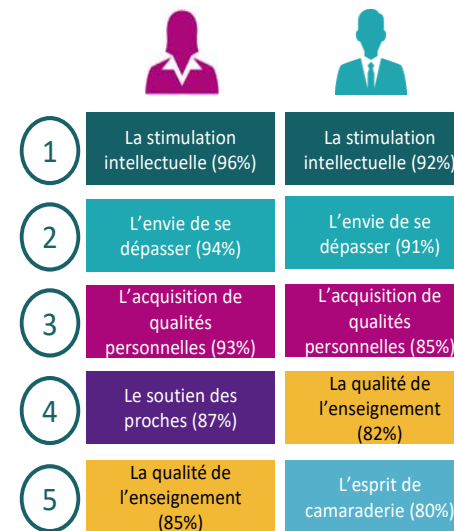 1
La stimulation
intellectuelle (96%)
La stimulation
intellectuelle (92%)
2
L'envie de se
dépasser (94%)
L'envie de se
dépasser (91%)
3
L'acquisition de
qualités
personnelles (93%)
L'acquisition de
qualités
personnelles (85%)
4
Le soutien des
proches (87%)
La qualité de
l'enseignement
(82%)
5
La qualité de
l'enseignement
(85%)
L'esprit de
camaraderie (80%)